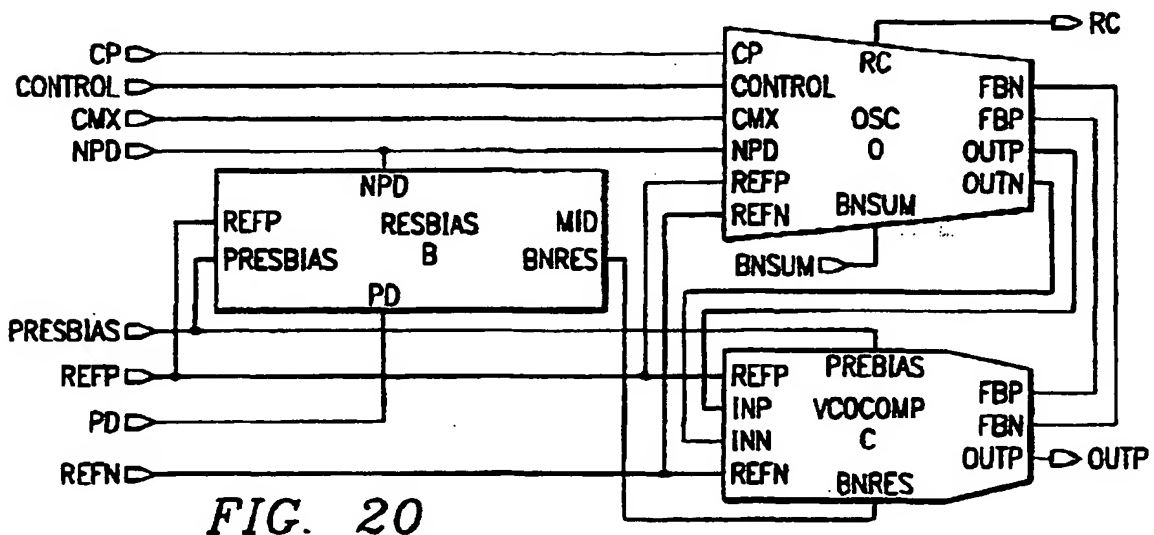 CP
CONTROL
CMX
NPD
PRESBIAS
REFP
PD
REFN
NPD
REFP
PRESBIAS
RESBIAS
B
MID
BNRES
PD
CP
CONTROL
CMX
NPD
REFP
REFN
RC
OSC
O
BNSUM
FBN
FBP
OUTP
OUTN
RC
BNSUM
PREBIAS
REFP
INP
INN
REFN
VCOCOMP
C
BNRES
FBP
FBN
OUTP
OUTP
FIG. 20